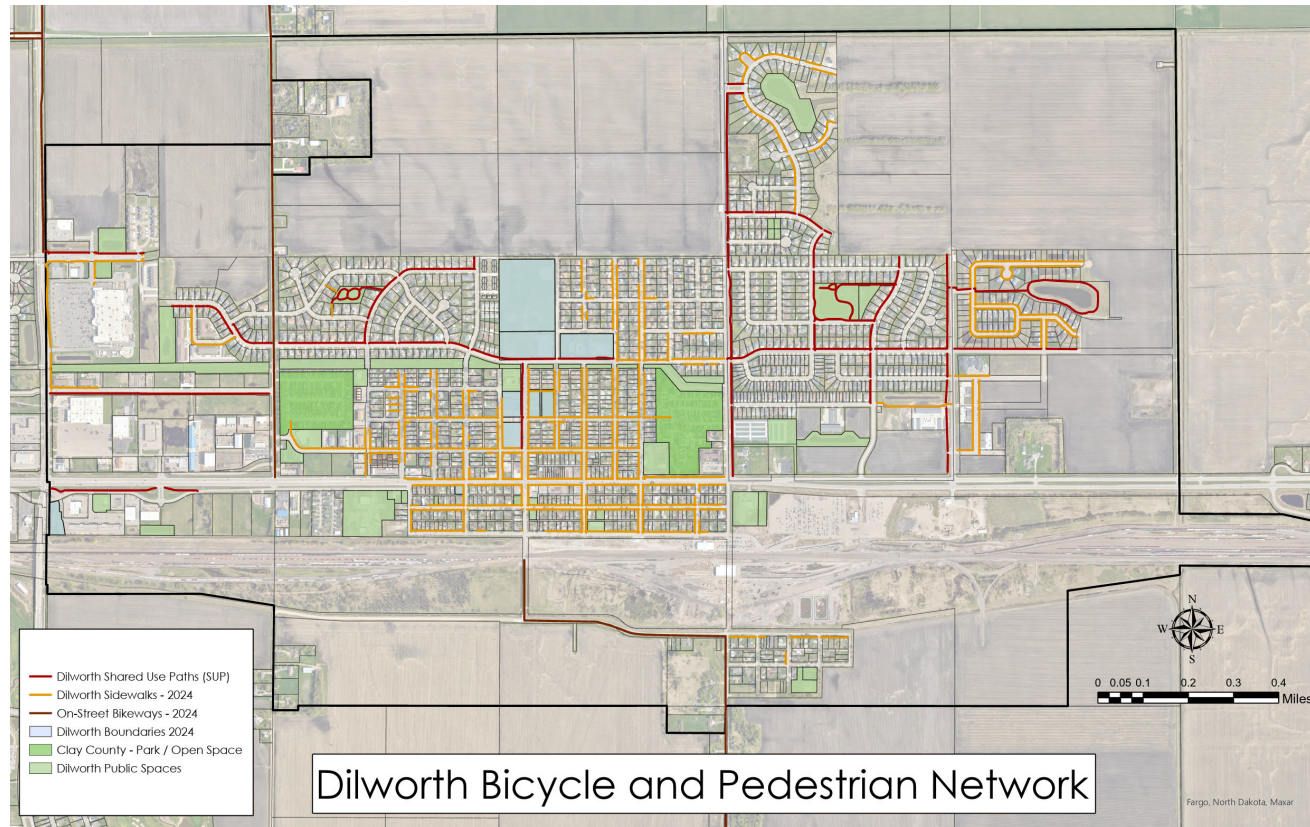 N
W E
S
0 0.05 0.1 0.2 0.3 0.4
Miles
Dilworth Shared Use Paths (SUP)
Dilworth Sidewalks - 2024
On-Street Bikeways - 2024
Dilworth Boundaries 2024
Clay County - Park / Open Space
Dilworth Public Spaces
Dilworth Bicycle and Pedestrian Network
Fargo, North Dakota, Maxar